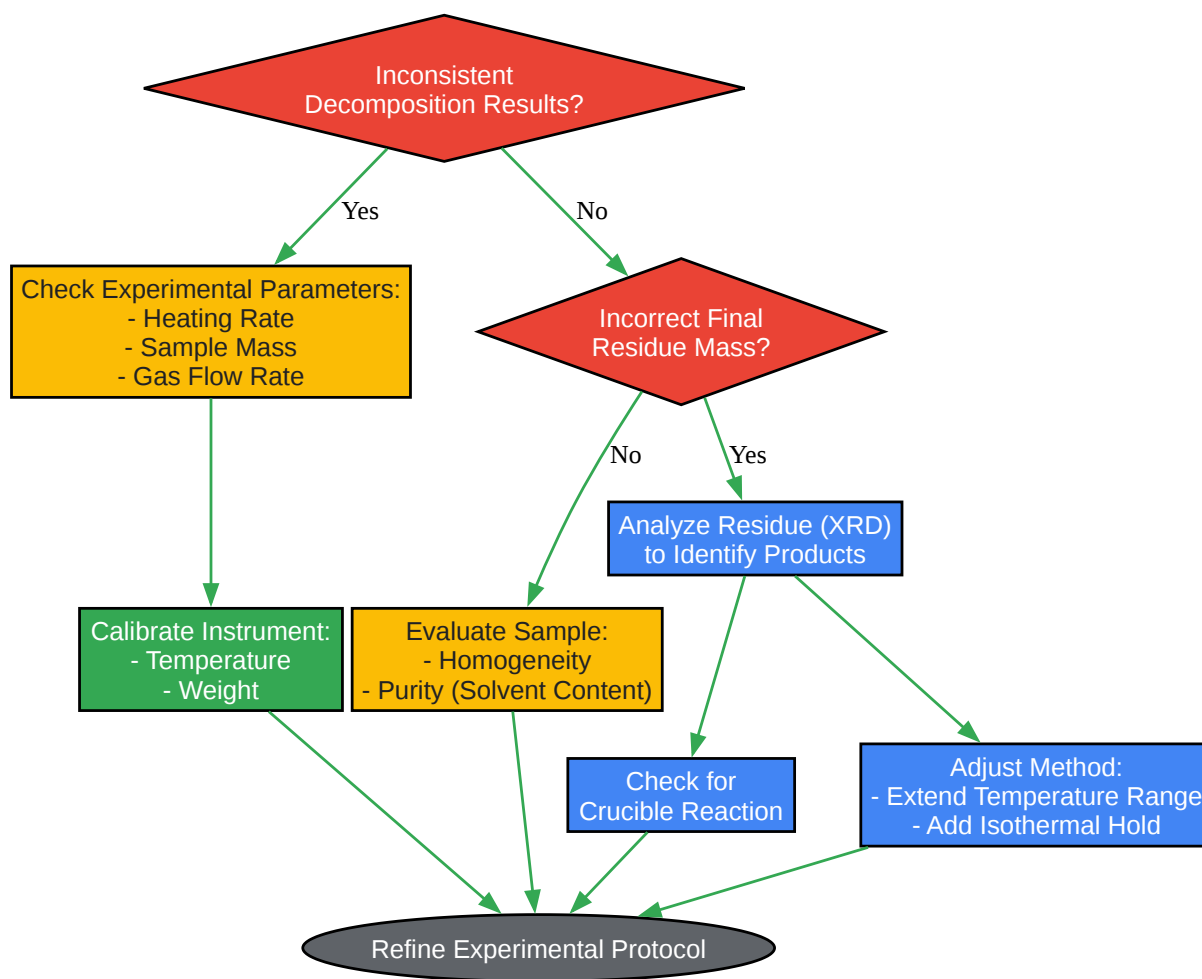 Inconsistent
Decomposition Results?
Yes
No
Check Experimental Parameters:
- Heating Rate
- Sample Mass
- Gas Flow Rate
Incorrect Final
Residue Mass?
No
Yes
Analyze Residue (XRD)
to Identify Products
Calibrate Instrument:
- Temperature
- Weight
Evaluate Sample:
- Homogeneity
- Purity (Solvent Content)
Check for
Crucible Reaction
Adjust Method:
- Extend Temperature Range
- Add Isothermal Hold
Refine Experimental Protocol